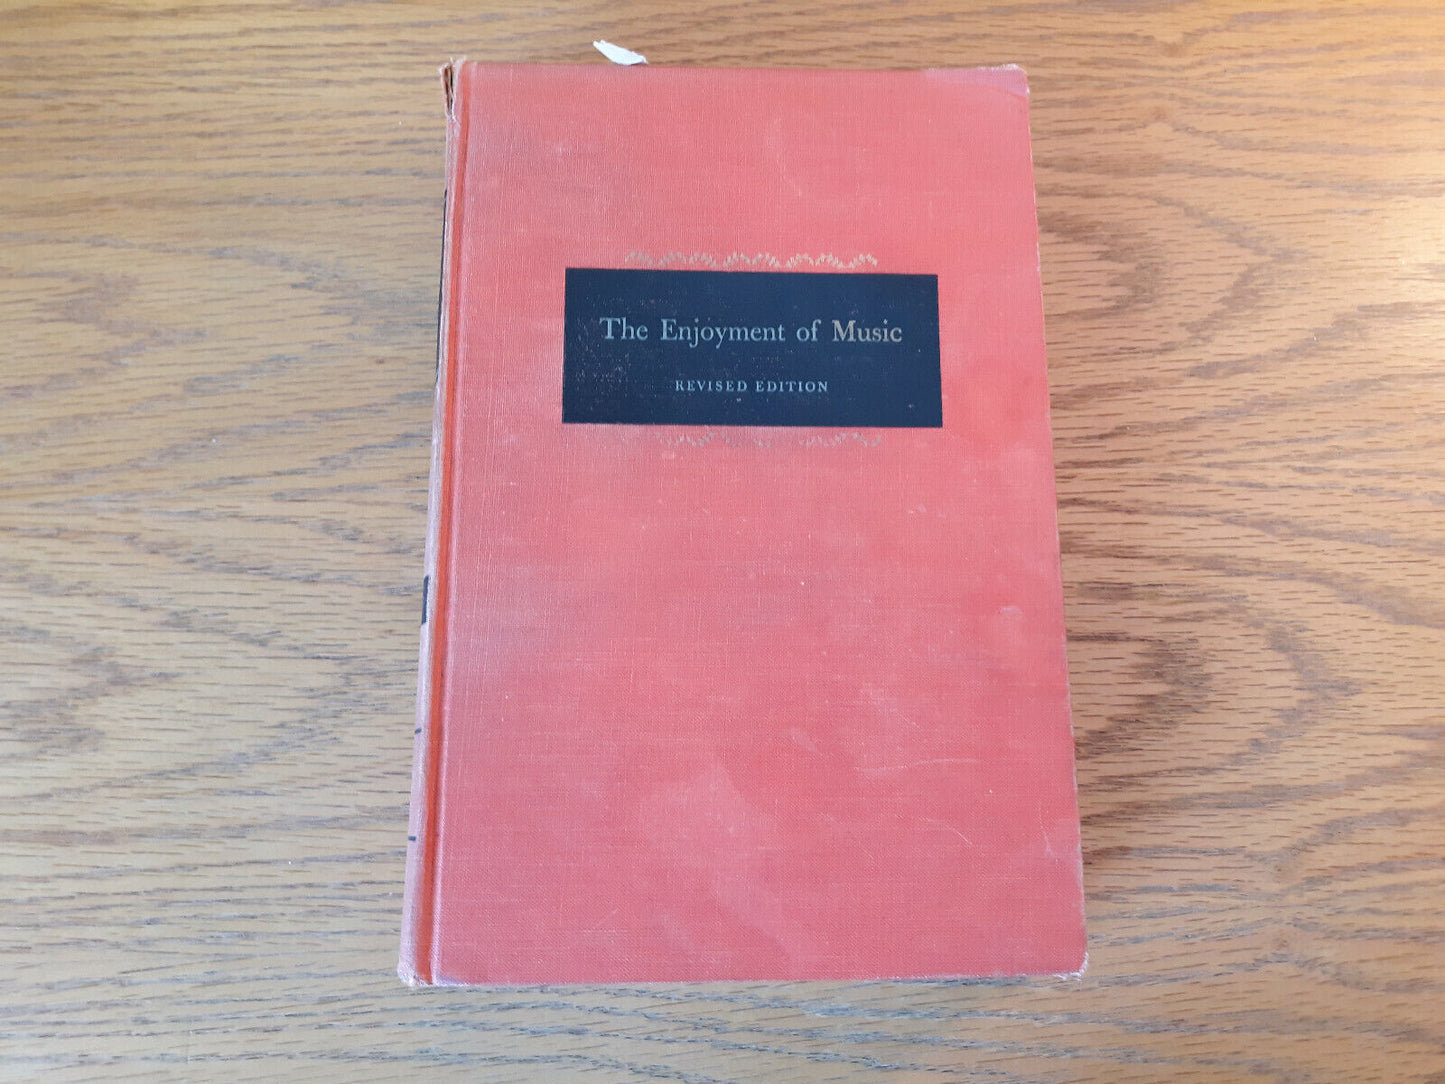 The Enjoyment of Music
REVISED EDITION